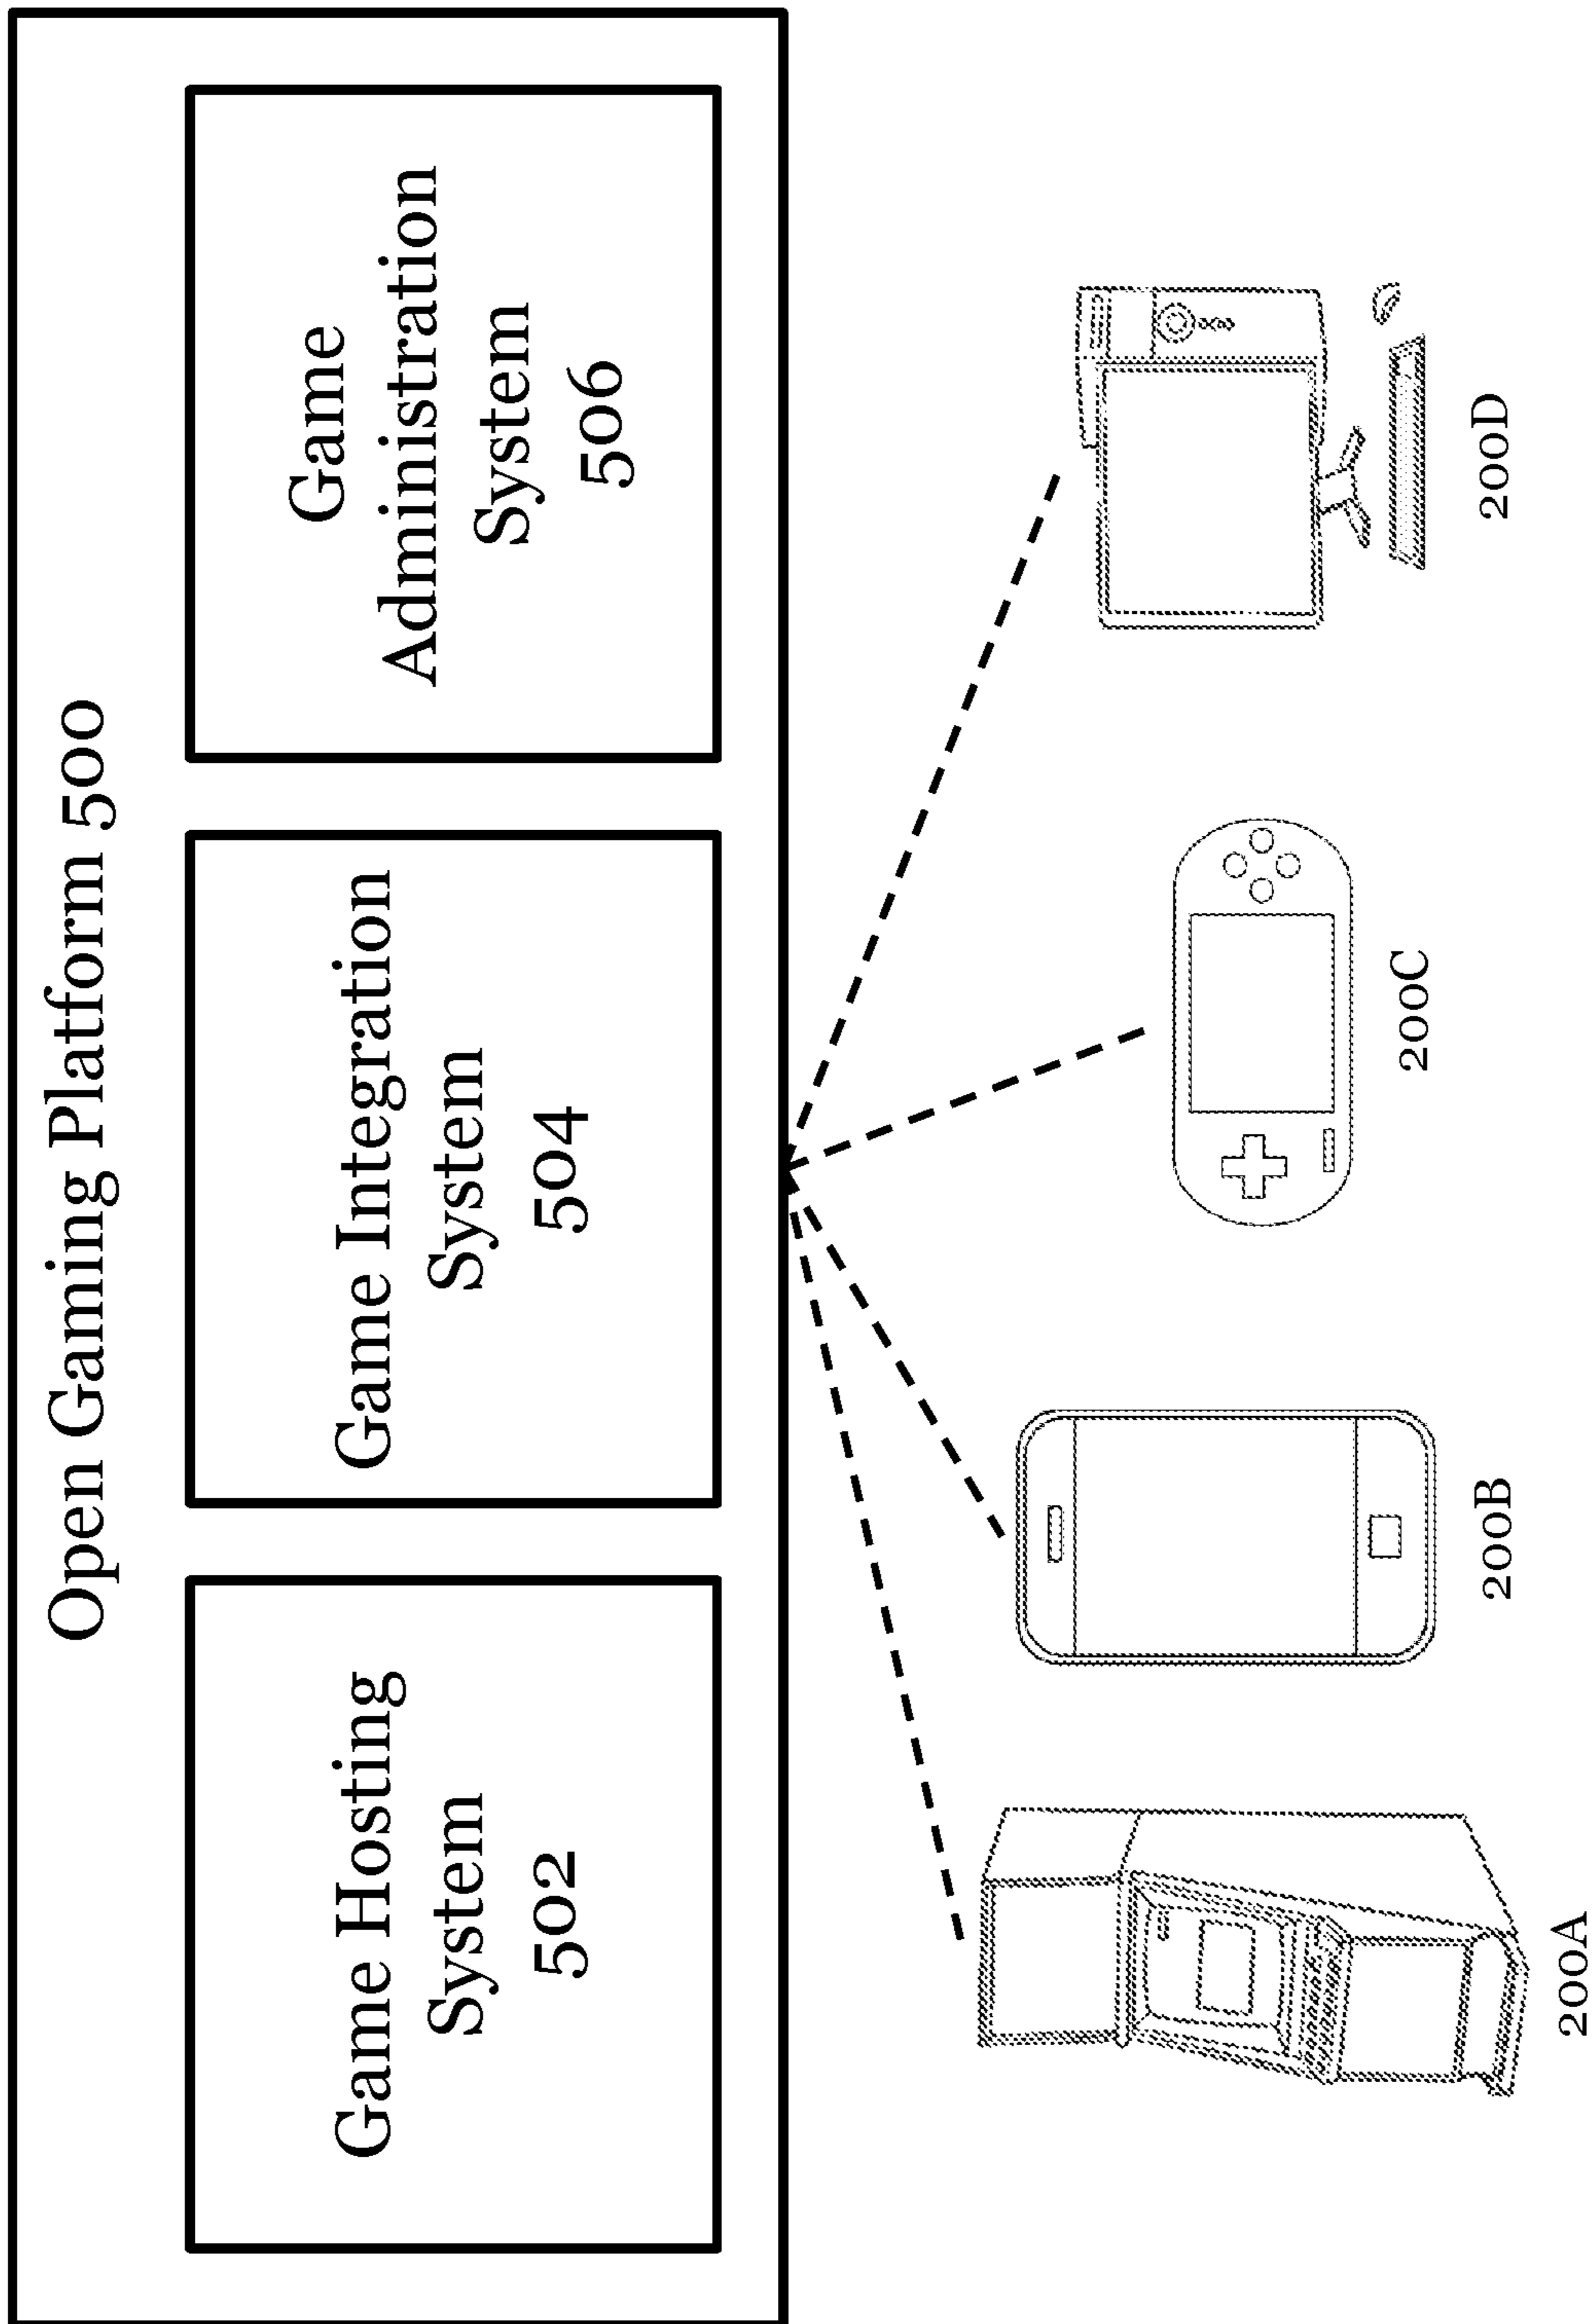 Open Gaming Platform 500
Game Hosting
System
502
Game Integration
System
504
Game
Administration
System
506
200A
200B
200C
200D